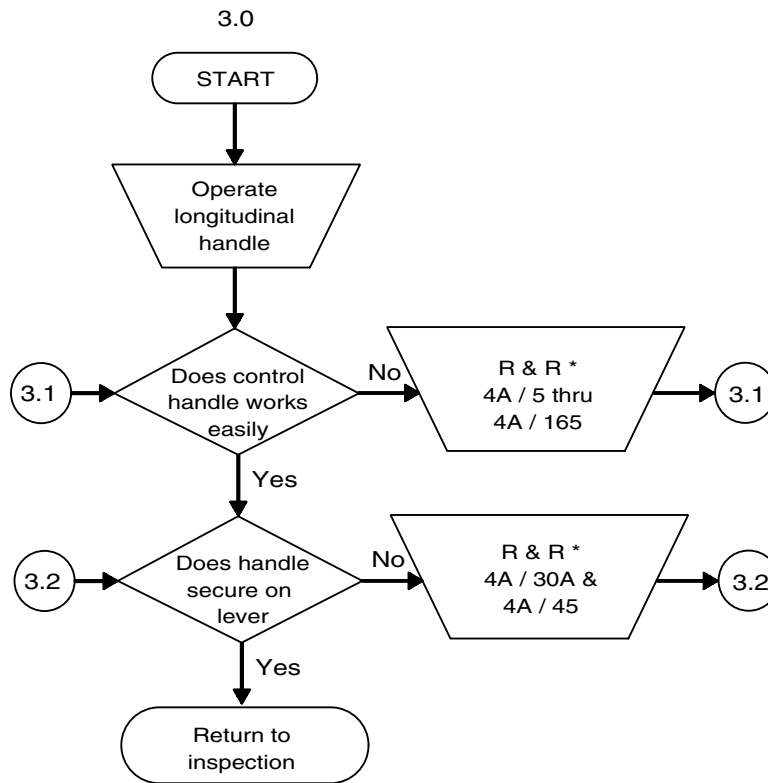 3.0
START
Operate
longitudinal
handle
3.1
Does control
handle works
easily
No
R & R *
4A / 5 thru
4A / 165
3.1
Yes
3.2
Does handle
secure on
lever
No
R & R *
4A / 30A &
4A / 45
3.2
Yes
Return to
inspection